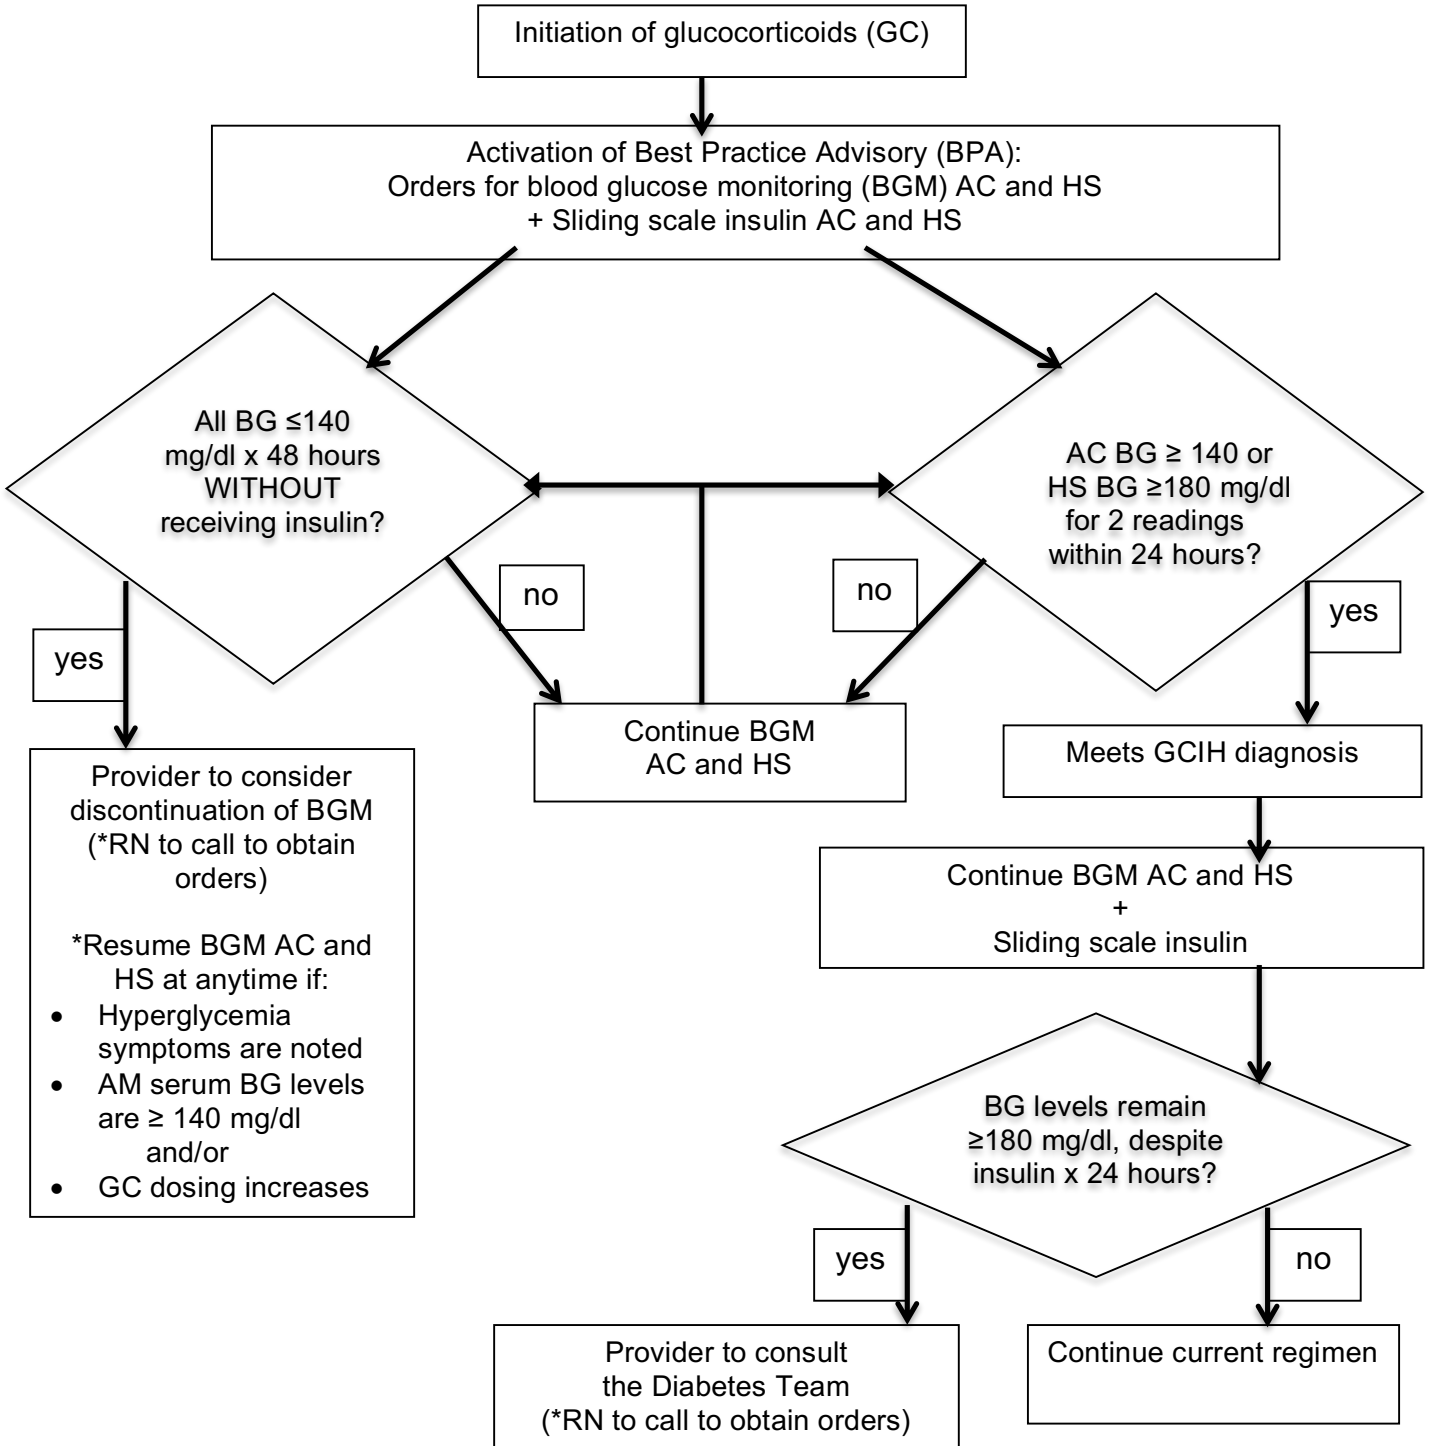 Initiation of glucocorticoids (GC)
Activation of Best Practice Advisory (BPA):
Orders for blood glucose monitoring (BGM) AC and HS
+ Sliding scale insulin AC and HS
All BG ≤140
mg/dl x 48 hours
WITHOUT
receiving insulin?
AC BG ≥ 140 or
HS BG ≥180 mg/dl
for 2 readings
within 24 hours?
no
no
yes
yes
Continue BGM
AC and HS
Meets GCIH diagnosis
Provider to consider
discontinuation of BGM
(*RN to call to obtain
orders)
*Resume BGM AC and
HS at anytime if:
• Hyperglycemia
symptoms are noted
• AM serum BG levels
are ≥ 140 mg/dl
and/or
• GC dosing increases
Continue BGM AC and HS
+
Sliding scale insulin
BG levels remain
≥180 mg/dl, despite
insulin x 24 hours?
yes
no
Provider to consult
the Diabetes Team
(*RN to call to obtain orders)
Continue current regimen